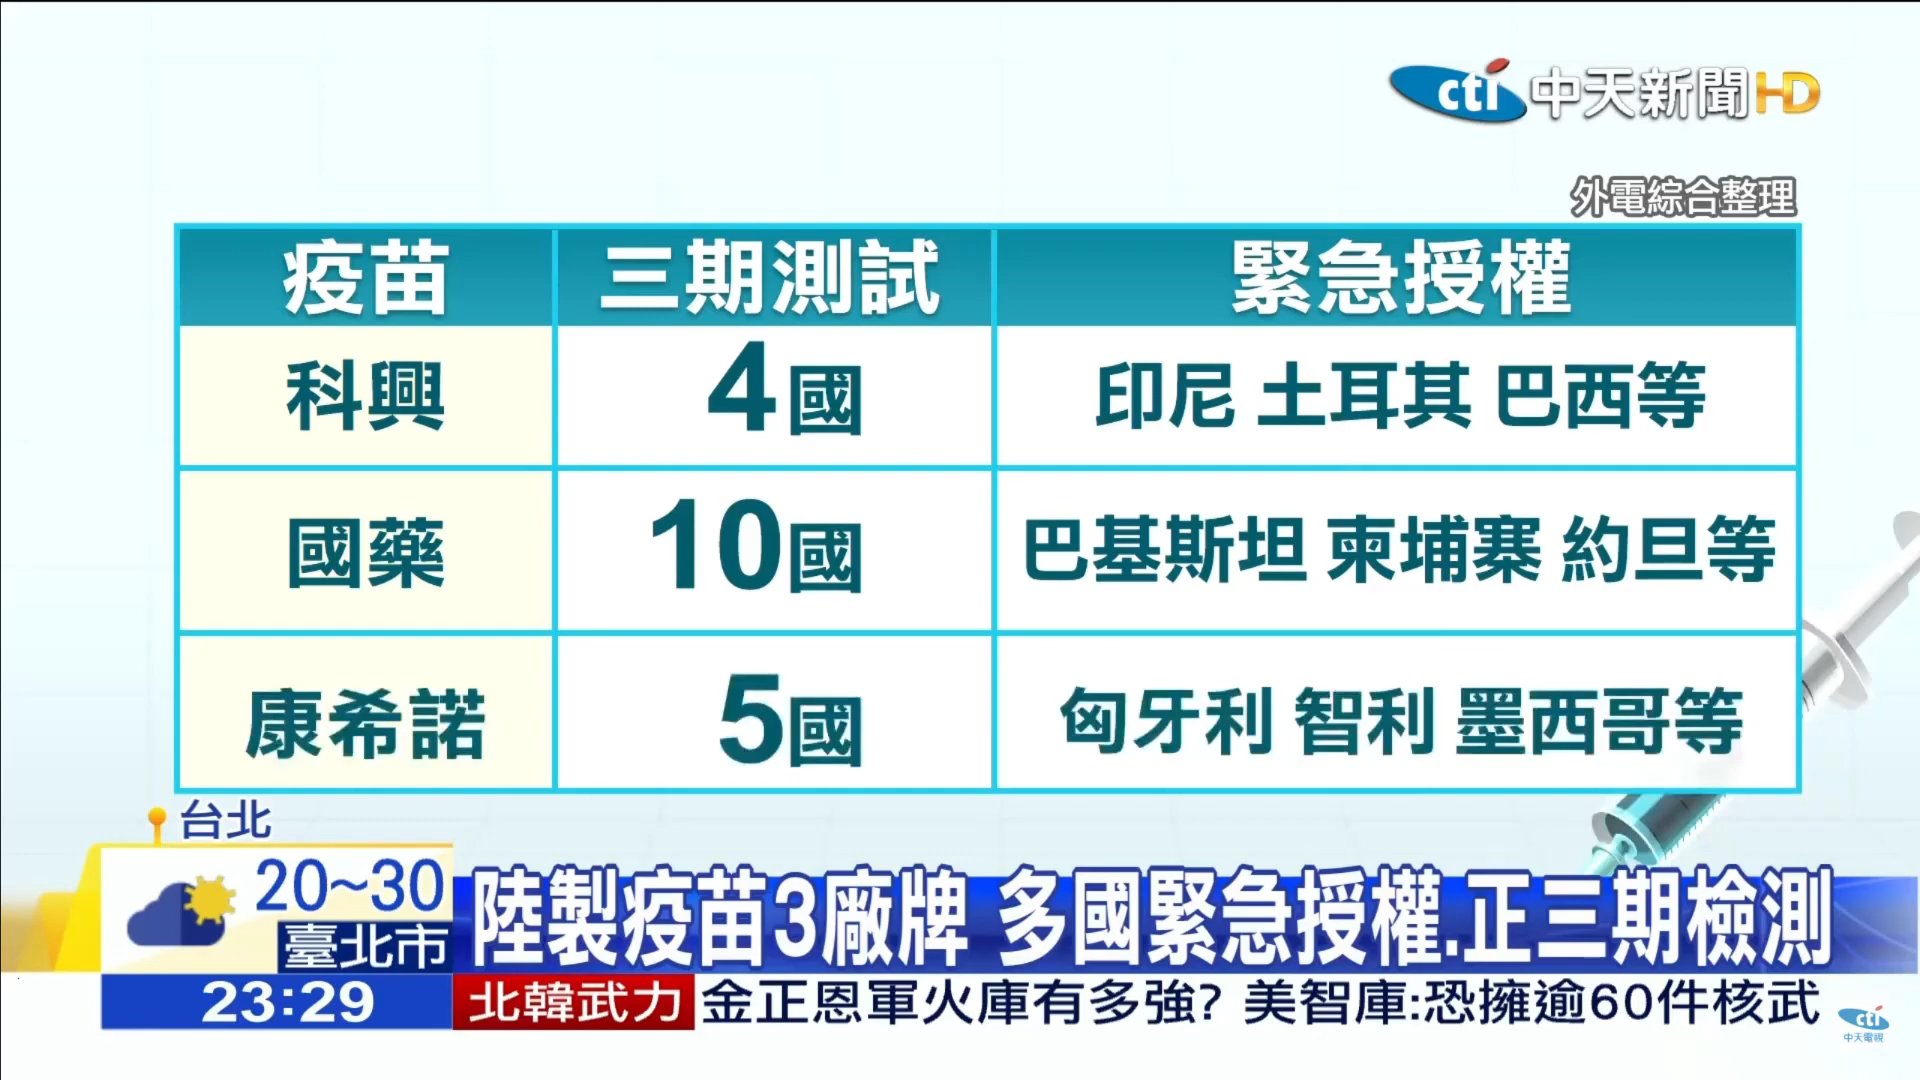 cti 中天新聞HD
外電綜合整理
疫苗 三期測試 緊急授權
科興 4國 印尼 土耳其 巴西等
國藥 10國 巴基斯坦 柬埔寨 約旦等
康希諾 5國 匈牙利 智利 墨西哥等
台北
20~30
臺北市
陸製疫苗3廠牌 多國緊急授權.正三期檢測
23:29
北韓武力 金正恩軍火庫有多強? 美智庫:恐擁逾60件核武
cti
中天電視